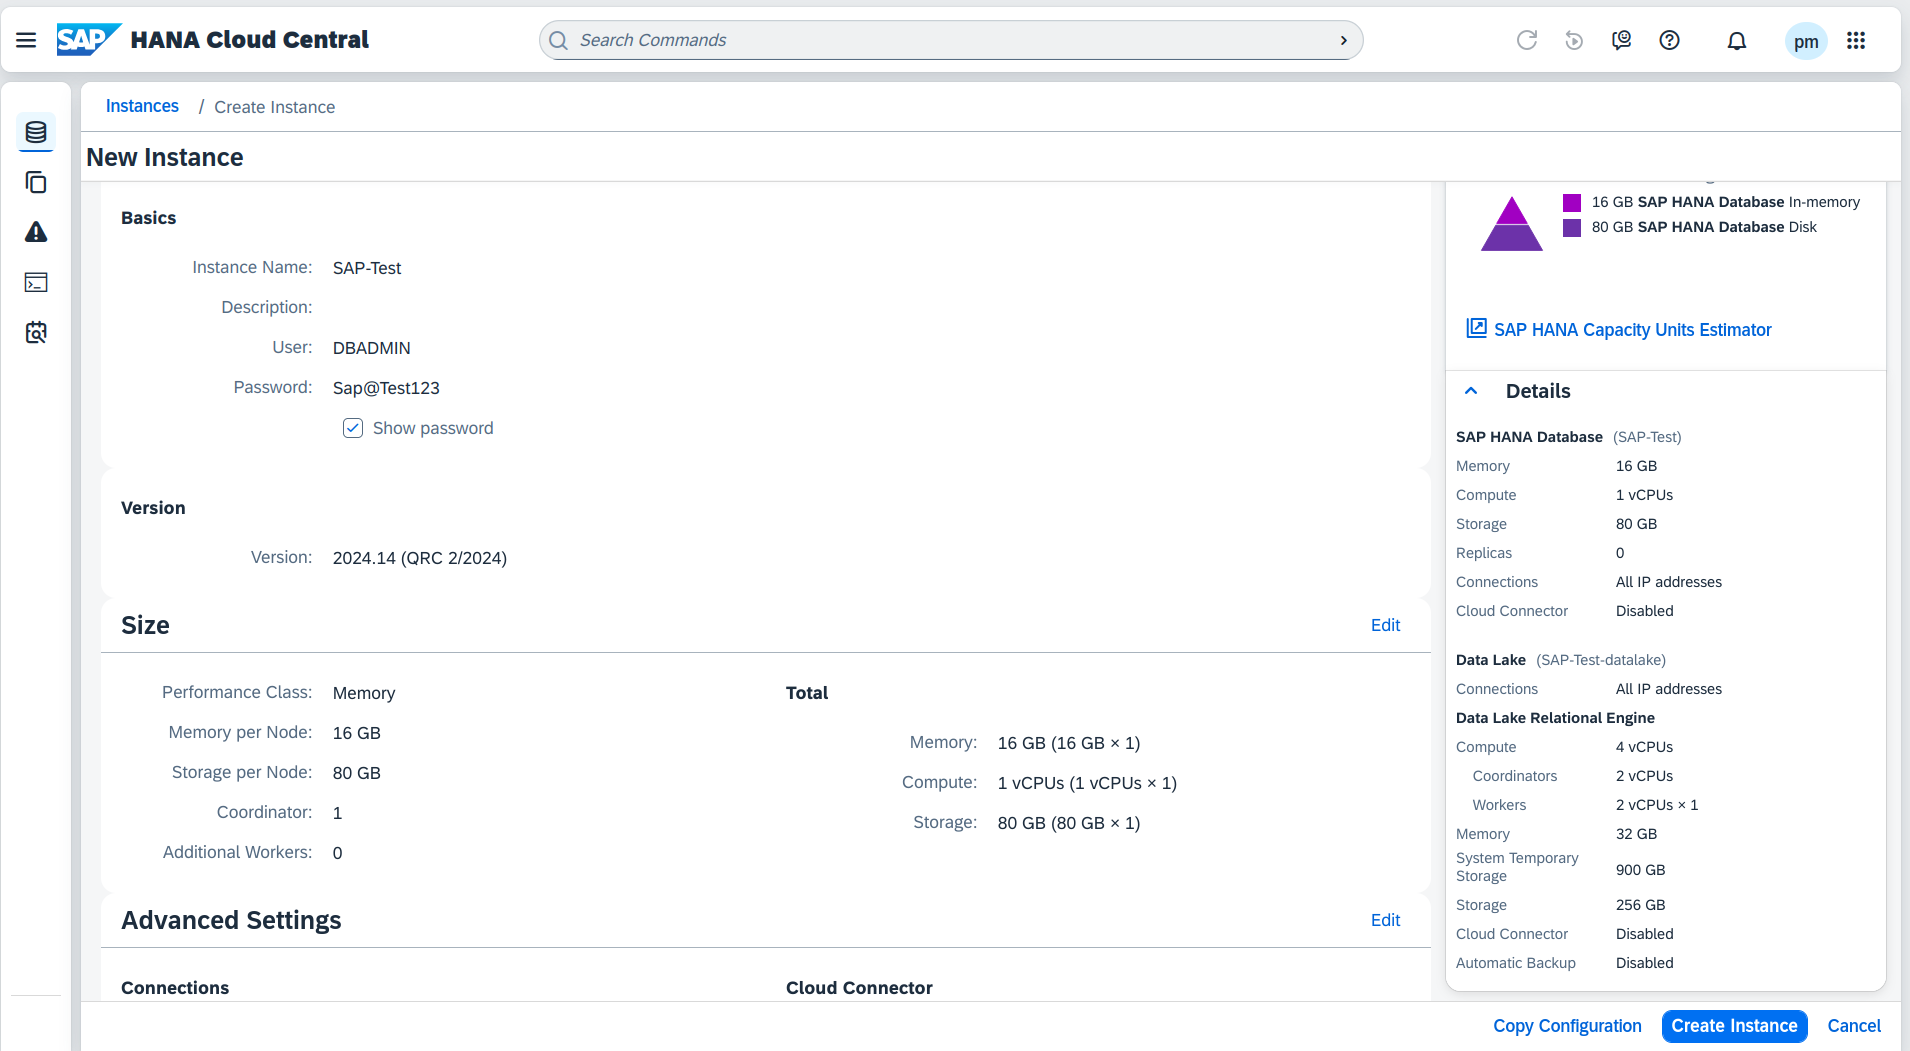 SAP HANA Cloud Central
Search Commands
pm
Instances / Create Instance
New Instance
Basics
Instance Name: SAP-Test
Description:
User: DBADMIN
Password: Sap@Test123
Show password
Version
Version: 2024.14 (QRC 2/2024)
Size
Edit
Performance Class: Memory
Memory per Node: 16 GB
Storage per Node: 80 GB
Coordinator: 1
Additional Workers: 0
Total
Memory: 16 GB (16 GB × 1)
Compute: 1 vCPUs (1 vCPUs × 1)
Storage: 80 GB (80 GB × 1)
Advanced Settings
Edit
Connections
Cloud Connector
16 GB SAP HANA Database In-memory
80 GB SAP HANA Database Disk
SAP HANA Capacity Units Estimator
Details
SAP HANA Database (SAP-Test)
Memory 16 GB
Compute 1 vCPUs
Storage 80 GB
Replicas 0
Connections All IP addresses
Cloud Connector Disabled
Data Lake (SAP-Test-datalake)
Connections All IP addresses
Data Lake Relational Engine
Compute 4 vCPUs
Coordinators 2 vCPUs
Workers 2 vCPUs × 1
Memory 32 GB
System Temporary
Storage 900 GB
Storage 256 GB
Cloud Connector Disabled
Automatic Backup Disabled
Copy Configuration
Create Instance
Cancel